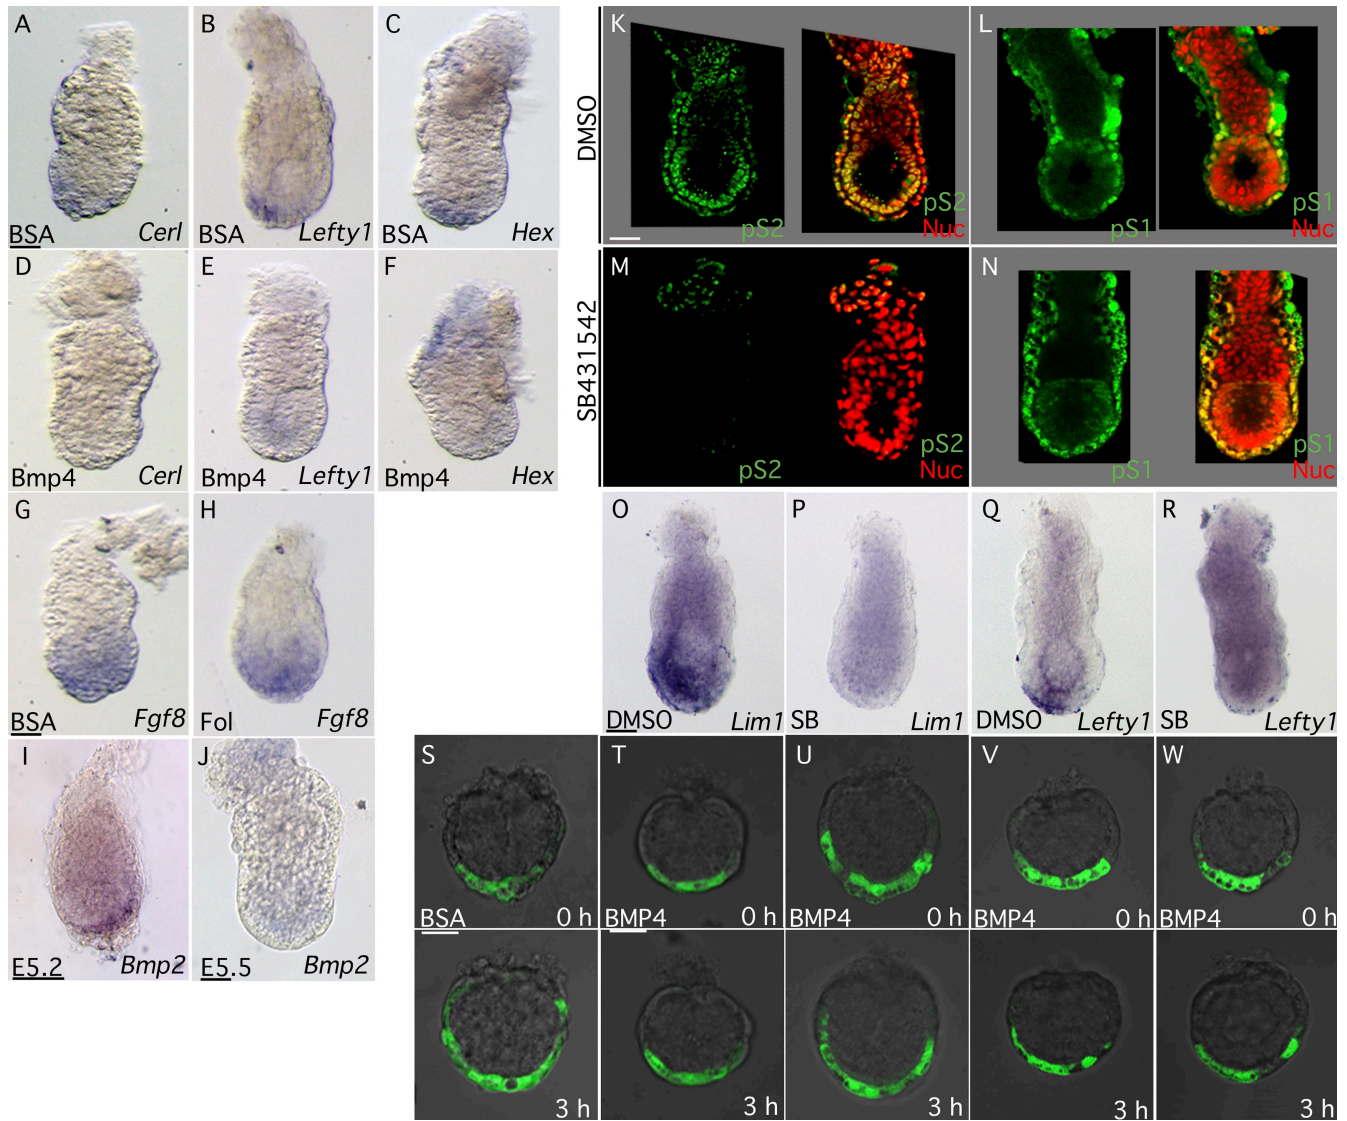 A
BSA Cerl
B
BSA Lefty1
C
BSA Hex
D
Bmp4 Cerl
E
Bmp4 Lefty1
F
Bmp4 Hex
G
BSA Fgf8
H
Fol Fgf8
I
E5.2 Bmp2
J
E5.5 Bmp2
DMSO
K
pS2
pS2
Nuc
L
pS1
pS1
Nuc
SB431542
M
pS2
pS2
Nuc
N
pS1
pS1
Nuc
O
DMSO Lim1
P
SB Lim1
Q
DMSO Lefty1
R
SB Lefty1
S
BSA 0 h
T
BMP4 0 h
U
BMP4 0 h
V
BMP4 0 h
W
BMP4 0 h
3 h
3 h
3 h
3 h
3 h